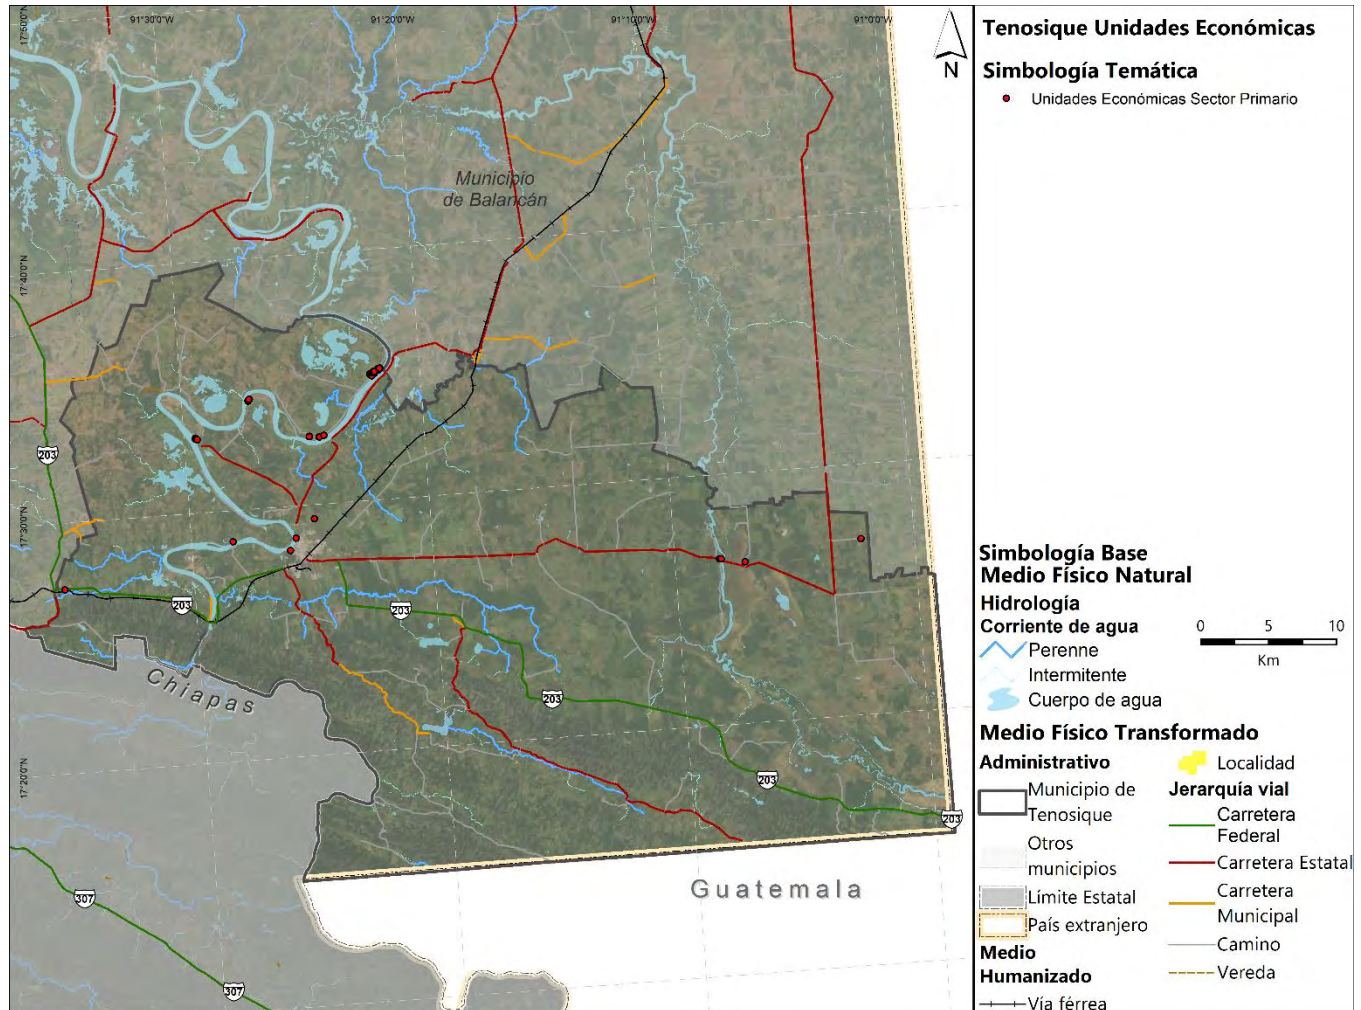 91°30'0"W
91°20'0"W
91°10'0"W
91°0'0"W
17°50'0"N
17°40'0"N
17°30'0"N
17°20'0"N
N
Municipio
de Balancán
203
203
203
203
203
203
307
307
Chiapas
Guatemala
Tenosique Unidades Económicas
Simbología Temática
Unidades Económicas Sector Primario
Simbología Base
Medio Físico Natural
Hidrología
Corriente de agua
Perenne
Intermitente
Cuerpo de agua
0 5 10
Km
Medio Físico Transformado
Administrativo
Municipio de
Tenosique
Otros
municipios
Límite Estatal
País extranjero
Medio
Humanizado
Vía férrea
Localidad
Jerarquía vial
Carretera
Federal
Carretera Estatal
Carretera
Municipal
Camino
Vereda